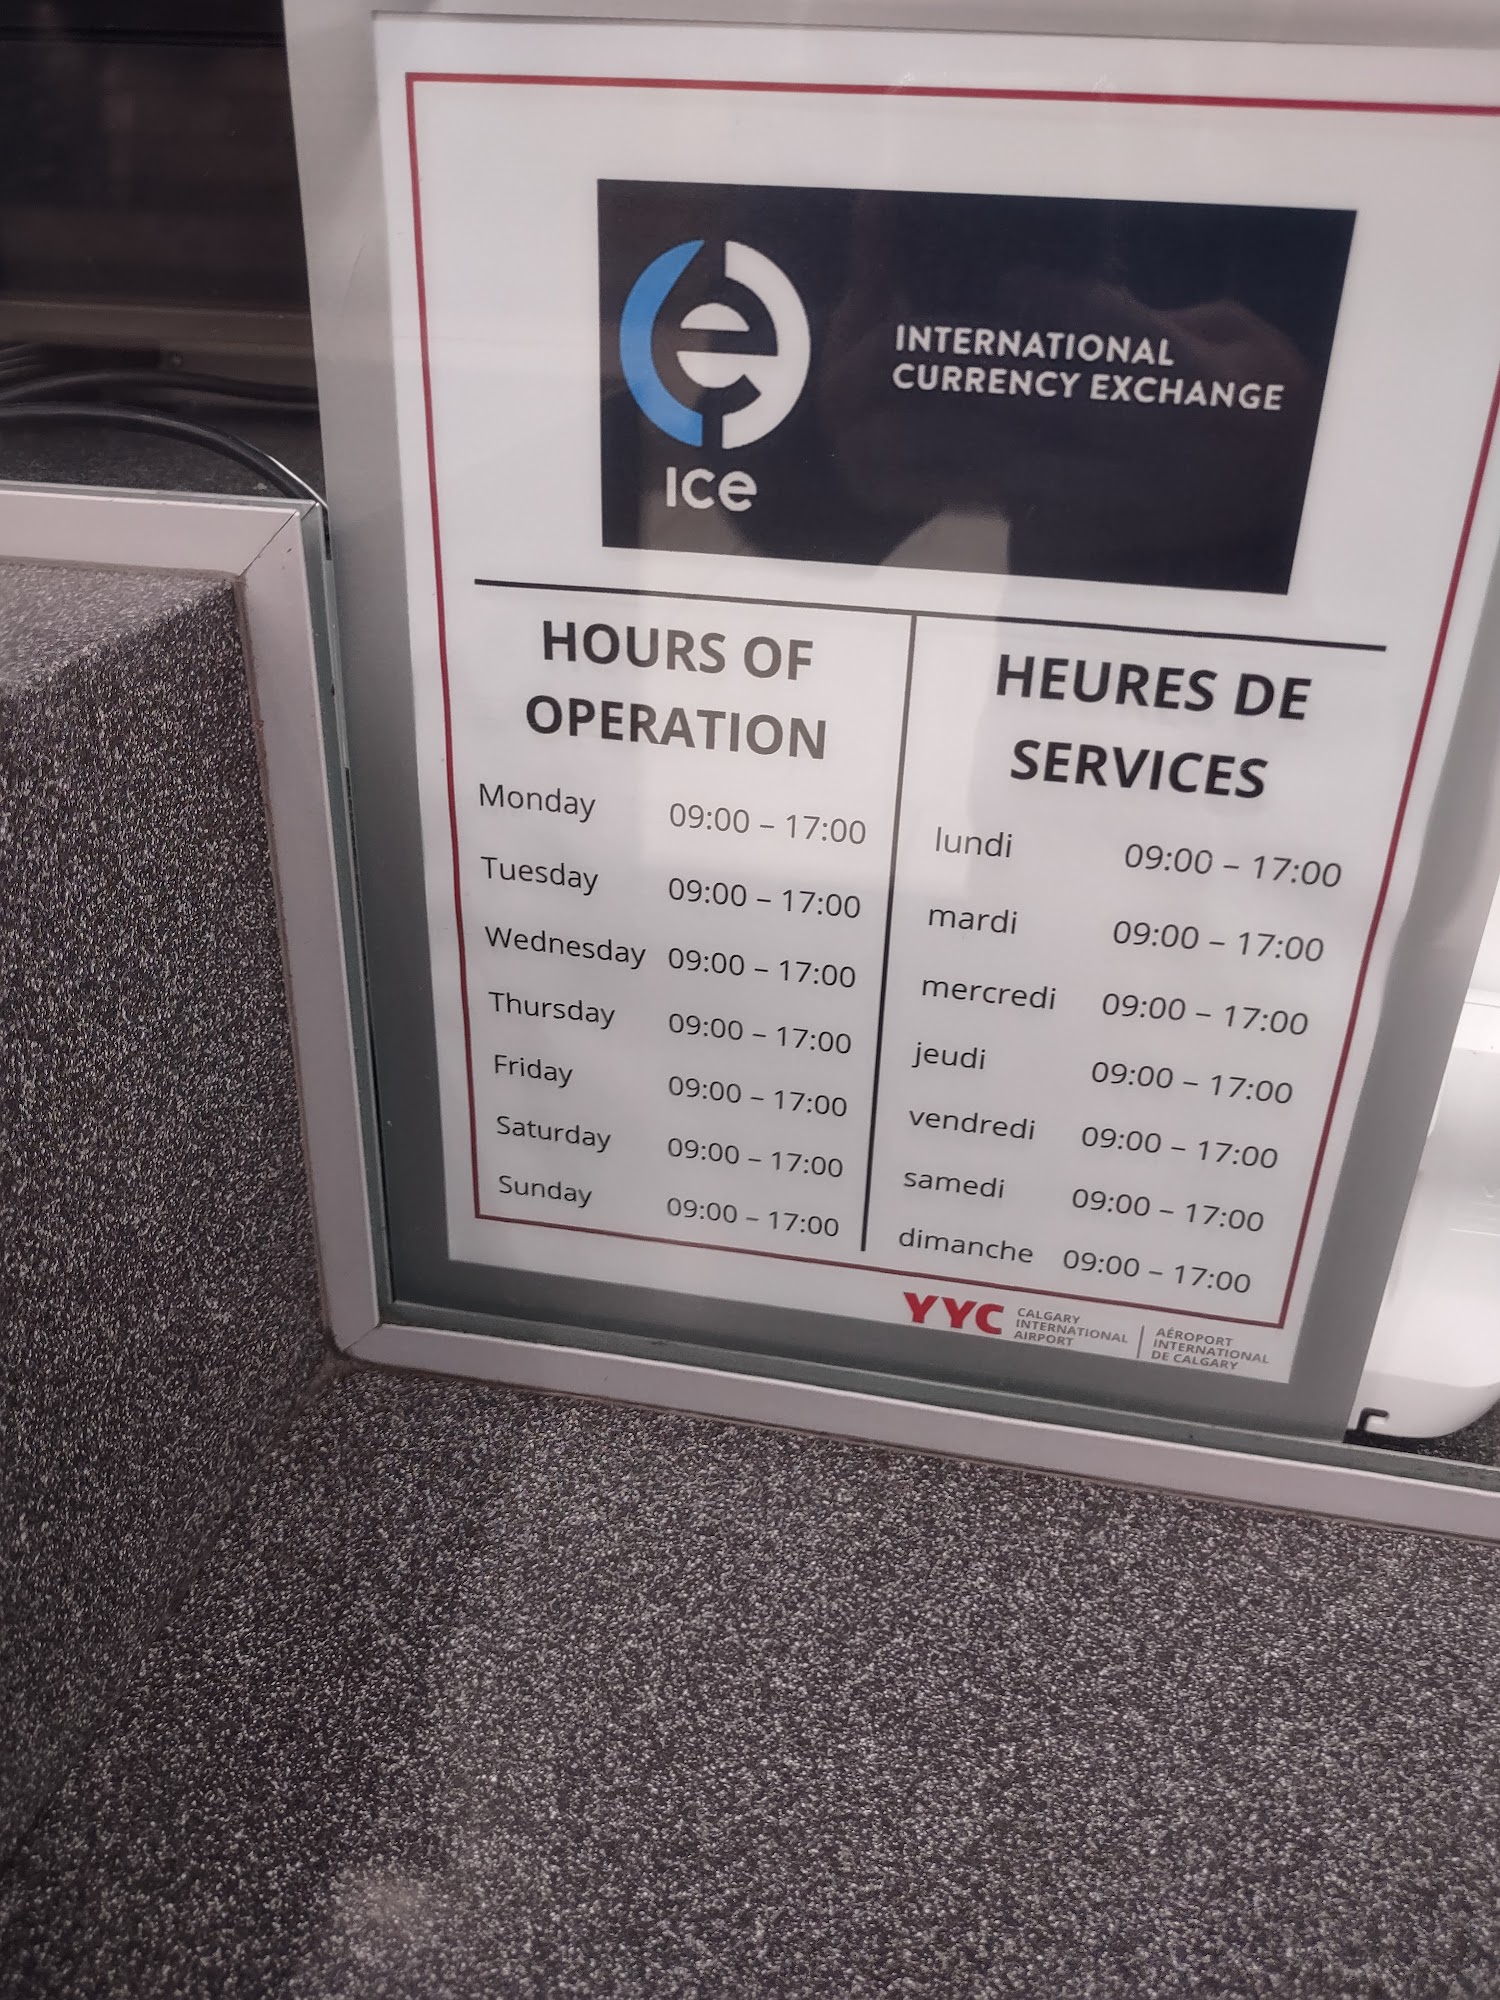 ice
INTERNATIONAL
CURRENCY EXCHANGE
HOURS OF
OPERATION
Monday 09:00 – 17:00
Tuesday 09:00 – 17:00
Wednesday 09:00 – 17:00
Thursday 09:00 – 17:00
Friday 09:00 – 17:00
Saturday 09:00 – 17:00
Sunday 09:00 – 17:00
HEURES DE
SERVICES
lundi 09:00 – 17:00
mardi 09:00 – 17:00
mercredi 09:00 – 17:00
jeudi 09:00 – 17:00
vendredi 09:00 – 17:00
samedi 09:00 – 17:00
dimanche 09:00 – 17:00
YYC
CALGARY
INTERNATIONAL
AIRPORT
AÉROPORT
INTERNATIONAL
DE CALGARY